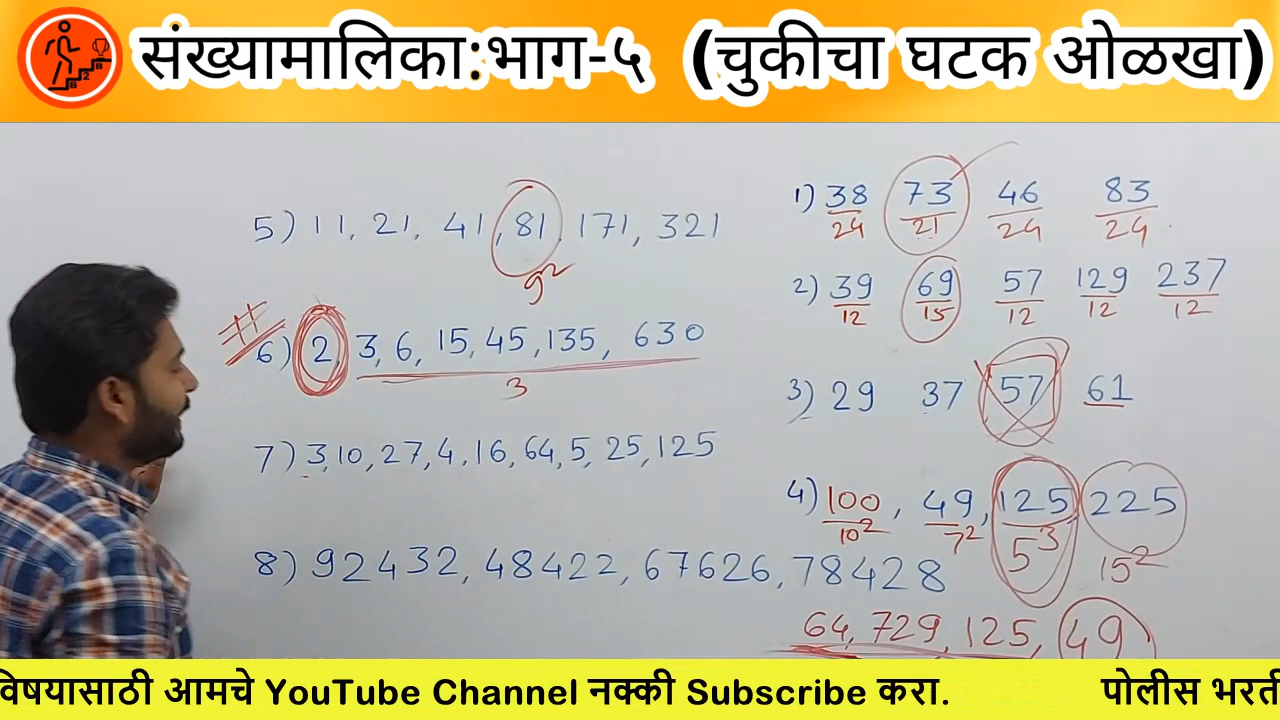 संख्यामालिका:भाग-५ (चुकीचा घटक ओळखा)
5) 11, 21, 41, 81, 171, 321
9²
6) 2, 3, 6, 15, 45, 135, 630
3
7) 3, 10, 27, 4, 16, 64, 5, 25, 125
8) 92432, 48422, 67626, 78428
1) 38 73 46 83
24 21 24 24
2) 39 69 57 129 237
12 15 12 12 12
3) 29 37 57 61
4) 100, 49, 125, 225
10² 7² 5³ 15²
64, 729, 125, 49
विषयासाठी आमचे YouTube Channel नक्की Subscribe करा. पोलीस भरती